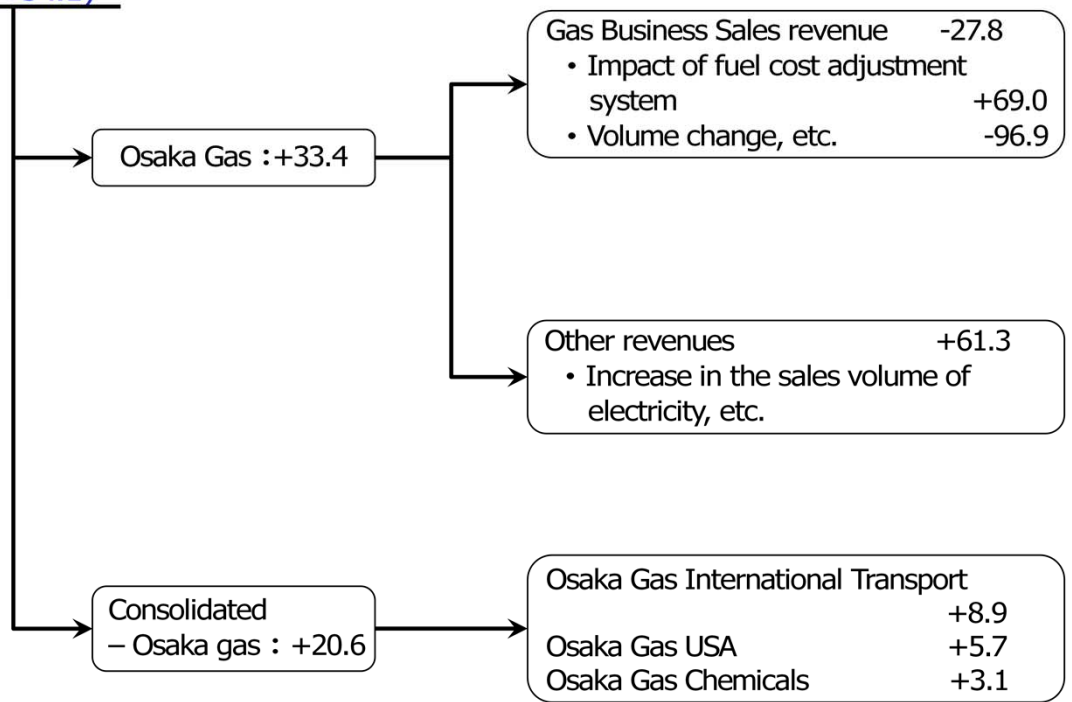 Gas Business Sales revenue -27.8
・Impact of fuel cost adjustment
system +69.0
・Volume change, etc. -96.9
Osaka Gas :+33.4
Other revenues +61.3
・Increase in the sales volume of
electricity, etc.
Consolidated
– Osaka gas : +20.6
Osaka Gas International Transport
+8.9
Osaka Gas USA +5.7
Osaka Gas Chemicals +3.1